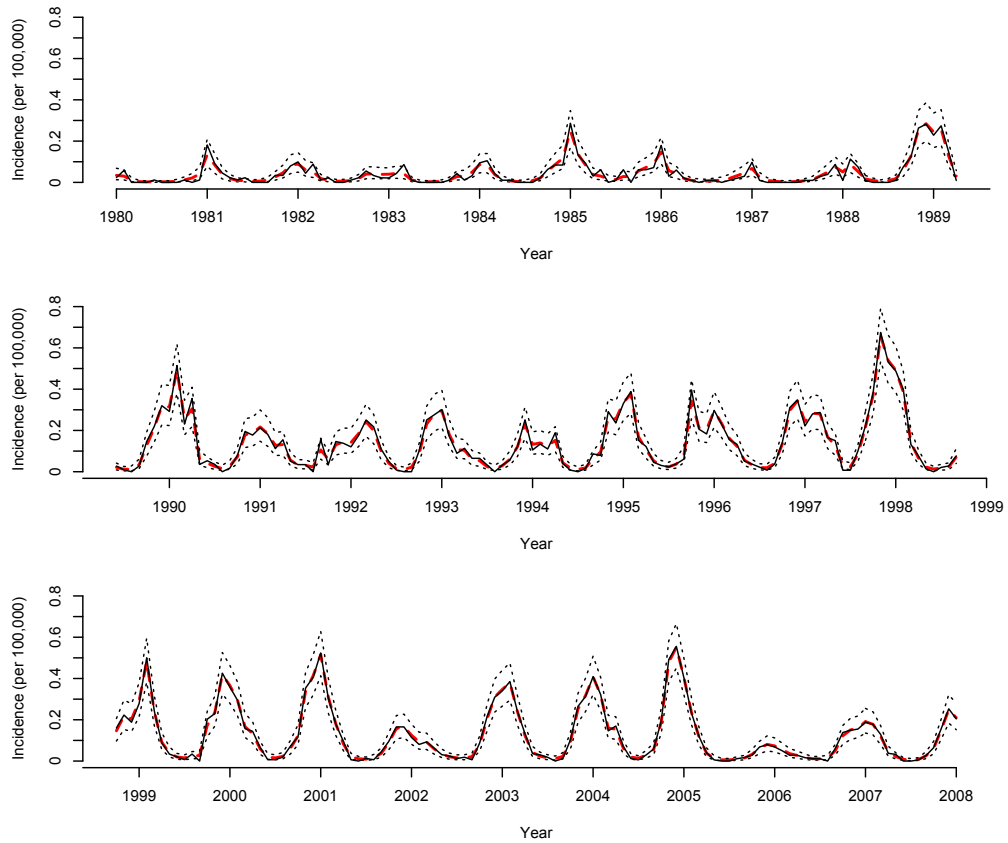 Incidence (per 100,000)
0 0.2 0.4 0.6 0.8
1980 1981 1982 1983 1984 1985 1986 1987 1988 1989
Year
Incidence (per 100,000)
0 0.2 0.4 0.6 0.8
1990 1991 1992 1993 1994 1995 1996 1997 1998 1999
Year
Incidence (per 100,000)
0 0.2 0.4 0.6 0.8
1999 2000 2001 2002 2003 2004 2005 2006 2007 2008
Year